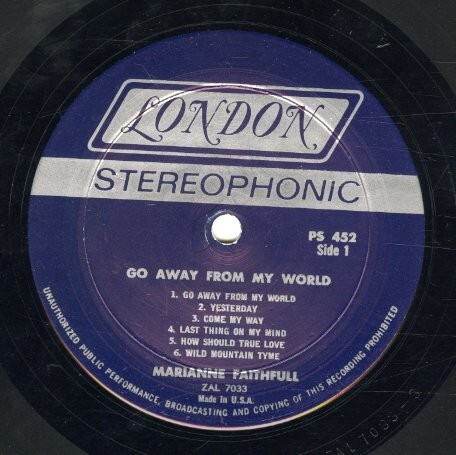 LONDON
STEREOPHONIC
PS 452
Side 1
GO AWAY FROM MY WORLD
1. GO AWAY FROM MY WORLD
2. YESTERDAY
3. COME MY WAY
4. LAST THING ON MY MIND
5. HOW SHOULD TRUE LOVE
6. WILD MOUNTAIN TYME
MARIANNE FAITHFULL
ZAL 7033
Made in U.S.A.
UNAUTHORIZED PUBLIC PERFORMANCE, BROADCASTING AND COPYING OF THIS RECORDING PROHIBITED
ZAL 7033